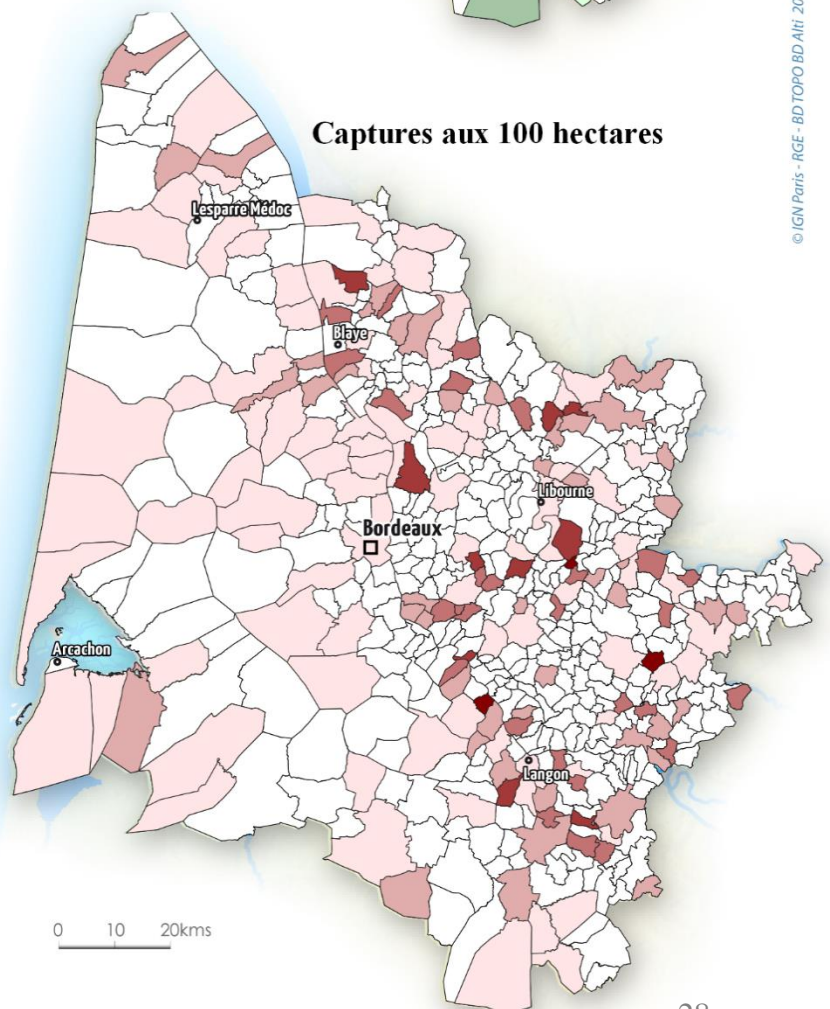 © IGN Paris - RGE - BD TOPO BD Alti
Captures aux 100 hectares
Lesparre Médoc
Blaye
Libourne
Bordeaux
Arcachon
Langon
0 10 20kms
28